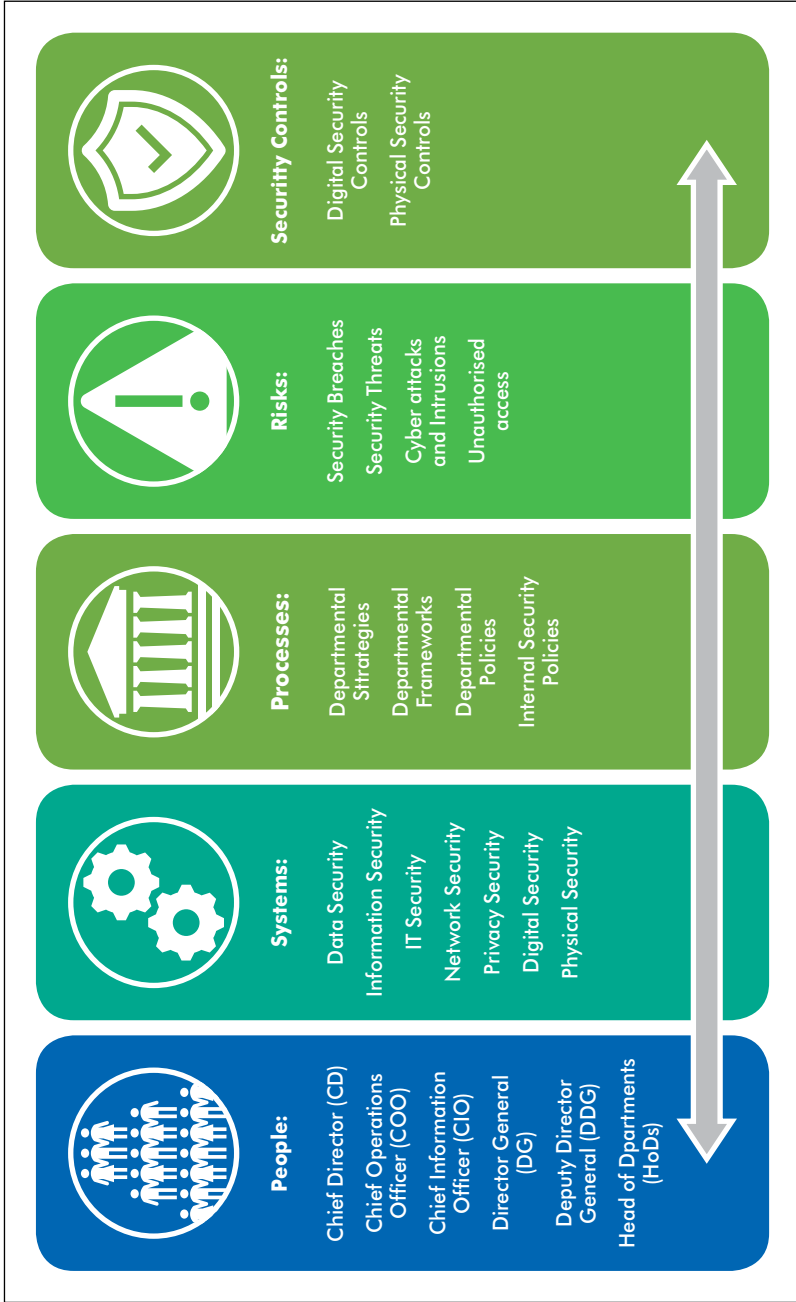 People:
Chief Director (CD)
Chief Operations
Officer (COO)
Chief Information
Officer (CIO)
Director General
(DG)
Deputy Director
General (DDG)
Head of Dpartments
(HoDs)
Systems:
Data Security
Information Security
IT Security
Network Security
Privacy Security
Digital Security
Physical Security
Processes:
Departmental
Sttrategies
Departmental
Frameworks
Departmental
Policies
Internal Security
Policies
Risks:
Security Breaches
Security Threats
Cyber attacks
and Intrusions
Unauthorised
access
Securitty Controls:
Digital Security
Controls
Physical Security
Controls